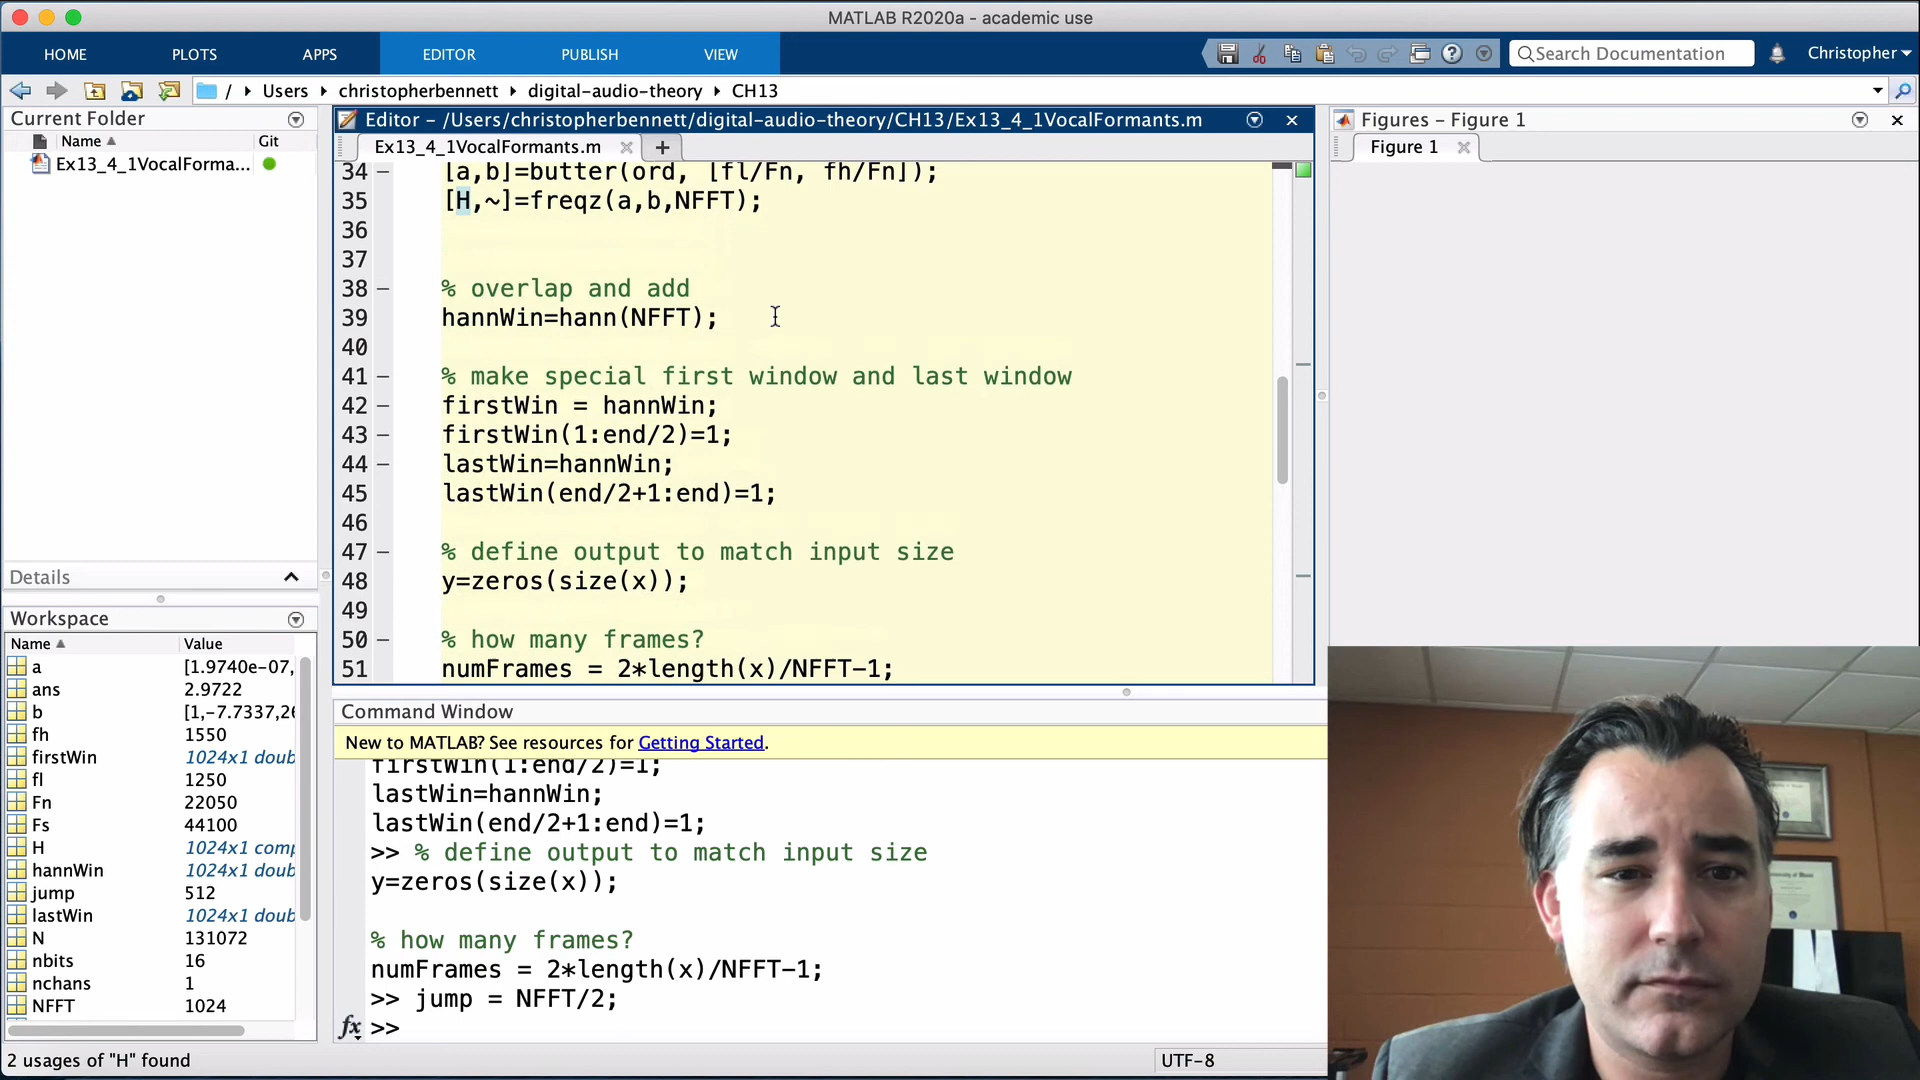 MATLAB R2020a - academic use
HOME PLOTS APPS EDITOR PUBLISH VIEW Search Documentation Christopher
/ Users christopherbennett digital-audio-theory CH13
Current Folder
Name Git
Ex13_4_1VocalForma...
Details
Workspace
Name Value
a [1.9740e-07,
ans 2.9722
b [1,-7.7337,26
fh 1550
firstWin 1024x1 doub
fl 1250
Fn 22050
Fs 44100
H 1024x1 comp
hannWin 1024x1 doub
jump 512
lastWin 1024x1 doub
N 131072
nbits 16
nchans 1
NFFT 1024
2 usages of "H" found
Editor - /Users/christopherbennett/digital-audio-theory/CH13/Ex13_4_1VocalFormants.m
Ex13_4_1VocalFormants.m
34 [a,b]=butter(ord, [fl/Fn, fh/Fn]);
35 [H,~]=freqz(a,b,NFFT);
36
37
38 % overlap and add
39 hannWin=hann(NFFT);
40
41 % make special first window and last window
42 firstWin = hannWin;
43 firstWin(1:end/2)=1;
44 lastWin=hannWin;
45 lastWin(end/2+1:end)=1;
46
47 % define output to match input size
48 y=zeros(size(x));
49
50 % how many frames?
51 numFrames = 2*length(x)/NFFT-1;
Command Window
New to MATLAB? See resources for Getting Started.
firstWin(1:end/2)=1;
lastWin=hannWin;
lastWin(end/2+1:end)=1;
>> % define output to match input size
y=zeros(size(x));
% how many frames?
numFrames = 2*length(x)/NFFT-1;
>> jump = NFFT/2;
fx >>
UTF-8
Figures - Figure 1
Figure 1